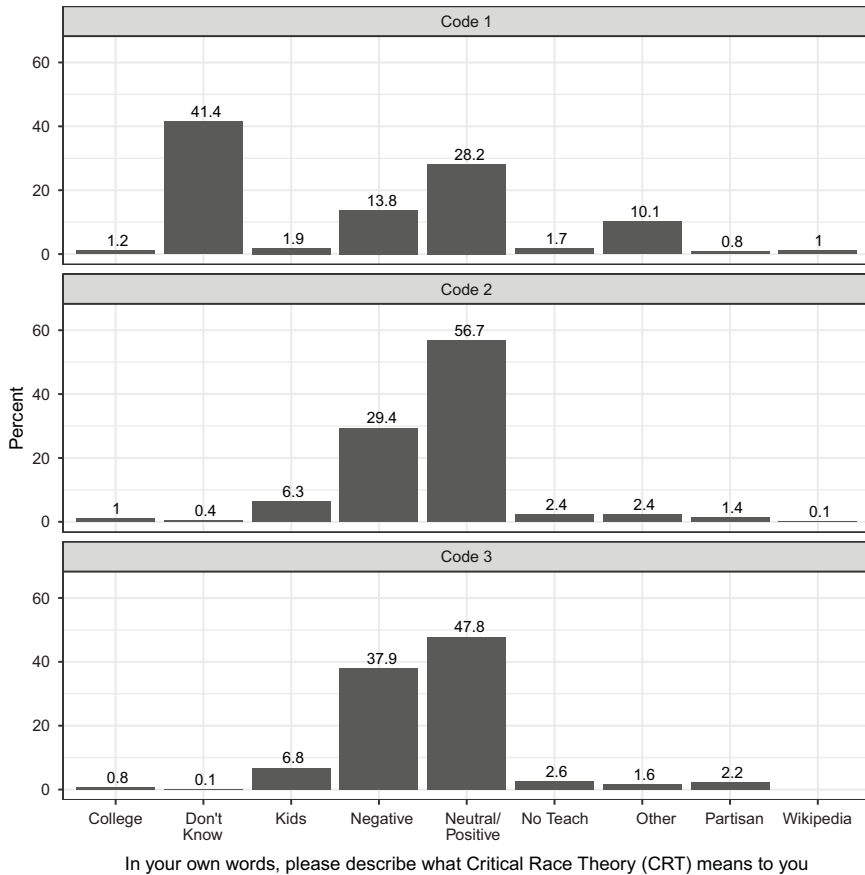 Code 1
60
40
20
0
1.2
41.4
1.9
13.8
28.2
1.7
10.1
0.8
1
Code 2
Percent
60
40
20
0
1
0.4
6.3
29.4
56.7
2.4
2.4
1.4
0.1
Code 3
60
40
20
0
0.8
0.1
6.8
37.9
47.8
2.6
1.6
2.2
College
Don't
Know
Kids
Negative
Neutral/
Positive
No Teach
Other
Partisan
Wikipedia
In your own words, please describe what Critical Race Theory (CRT) means to you